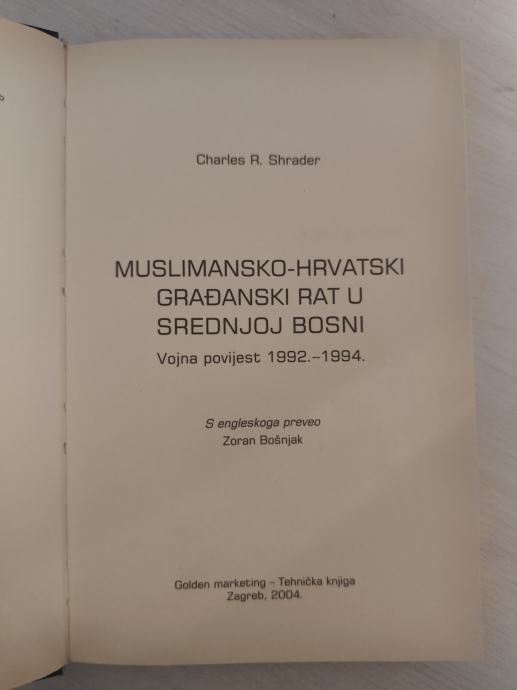 Charles R. Shrader
MUSLIMANSKO-HRVATSKI
GRAĐANSKI RAT U
SREDNJOJ BOSNI
Vojna povijest 1992.–1994.
S engleskoga preveo
Zoran Bošnjak
Golden marketing – Tehnička knjiga
Zagreb, 2004.